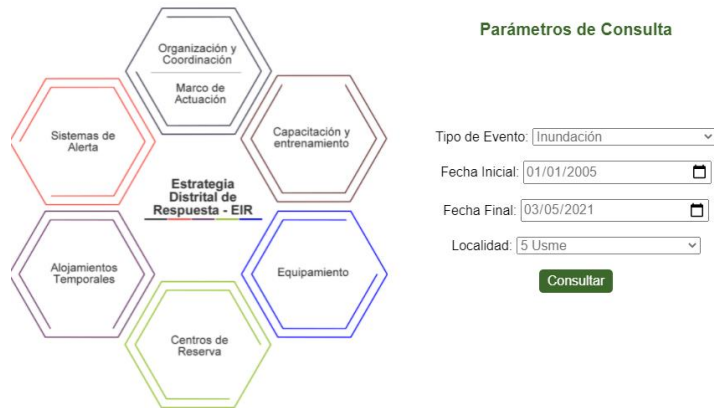 Organización y
Coordinación
Marco de
Actuación
Sistemas de
Alerta
Capacitación y
entrenamiento
Estrategia
Distrital de
Respuesta - EIR
Alojamientos
Temporales
Equipamiento
Centros de
Reserva
Parámetros de Consulta
Tipo de Evento: Inundación
Fecha Inicial: 01/01/2005
Fecha Final: 03/05/2021
Localidad: 5 Usme
Consultar